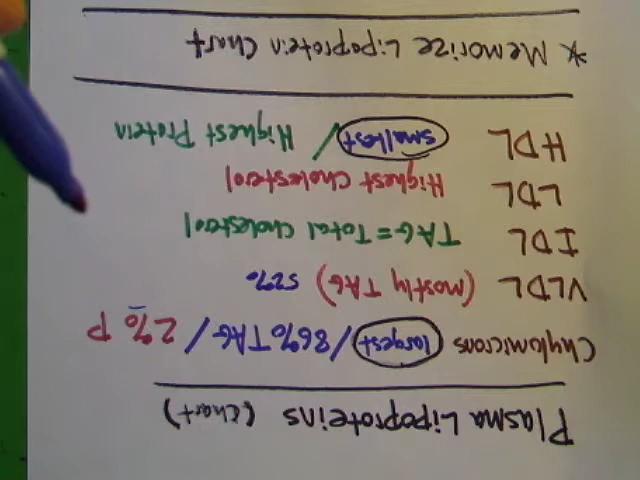 Plasma Lipoproteins (Chart)
Chylomicrons largest / 86% TAG / 2% P
VLDL (mostly TAG) 52%
IDL TAG = Total Cholesterol
LDL Highest Cholesterol
HDL smallest / Highest Protein
* Memorize Lipoprotein Chart